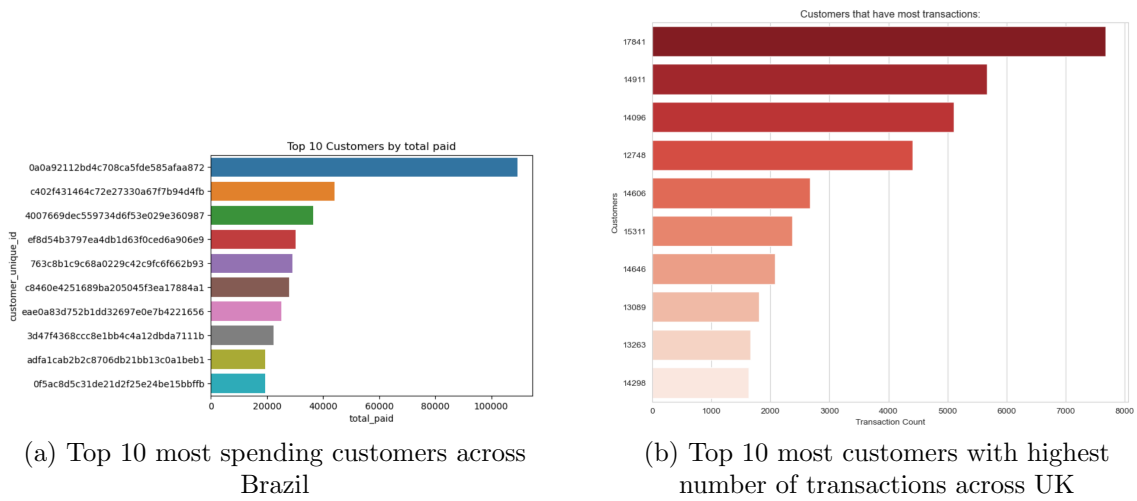 Top 10 Customers by total paid
customer_unique_id
0a0a92112bd4c708ca5fde585afaa872
c402f431464c72e27330a67f7b94d4fb
4007669dec559734d6f53e029e360987
ef8d54b3797ea4db1d63f0ced6a906e9
763c8b1c9c68a0229c42c9fc6f662b93
c8460e4251689ba205045f3ea17884a1
eae0a83d752b1dd32697e0e7b4221656
3d47f4368ccc8e1bb4c4a12dbda7111b
adfa1cab2b2c8706db21bb13c0a1beb1
0f5ac8d5c31de21d2f25e24be15bbffb
0 20000 40000 60000 80000 100000
total_paid
(a) Top 10 most spending customers across
Brazil
Customers that have most transactions:
Customers
17841
14911
14096
12748
14606
15311
14646
13089
13263
14298
0 1000 2000 3000 4000 5000 6000 7000 8000
Transaction Count
(b) Top 10 most customers with highest
number of transactions across UK